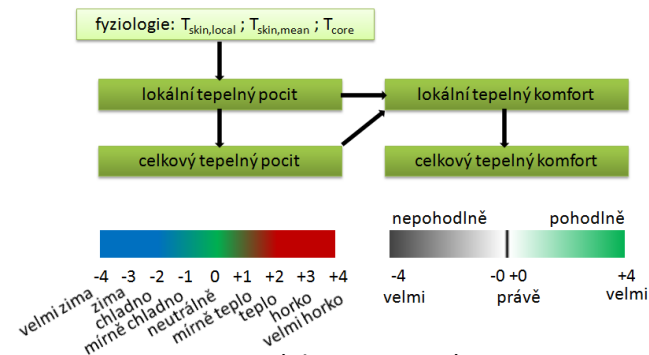 fyziologie: Tskin,local ; Tskin,mean ; Tcore
lokální tepelný pocit
lokální tepelný komfort
celkový tepelný pocit
celkový tepelný komfort
nepohodlně pohodlně
-4 -3 -2 -1 0 +1 +2 +3 +4
velmi zima
zima
chladno
mírně chladno
neutrálně
mírně teplo
teplo
horko
velmi horko
-4 -0 +0 +4
velmi právě velmi